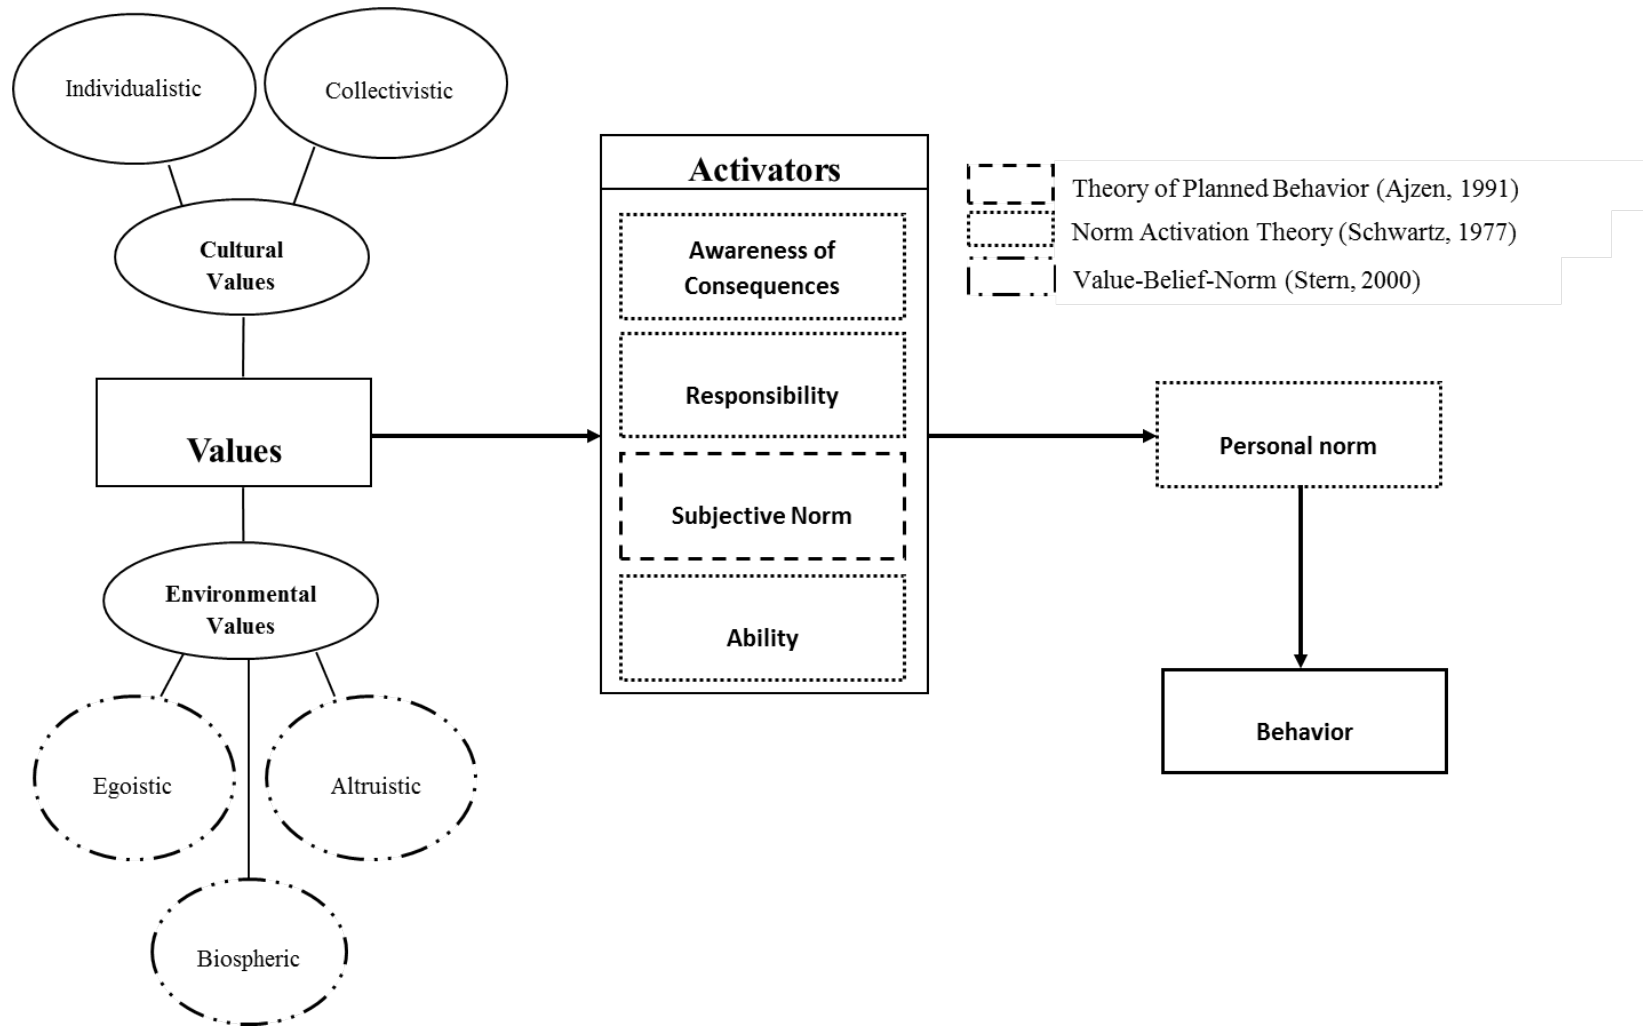 Individualistic
Collectivistic
Cultural
Values
Values
Environmental
Values
Egoistic
Altruistic
Biospheric
Activators
Awareness of
Consequences
Responsibility
Subjective Norm
Ability
Theory of Planned Behavior (Ajzen, 1991)
Norm Activation Theory (Schwartz, 1977)
Value-Belief-Norm (Stern, 2000)
Personal norm
Behavior